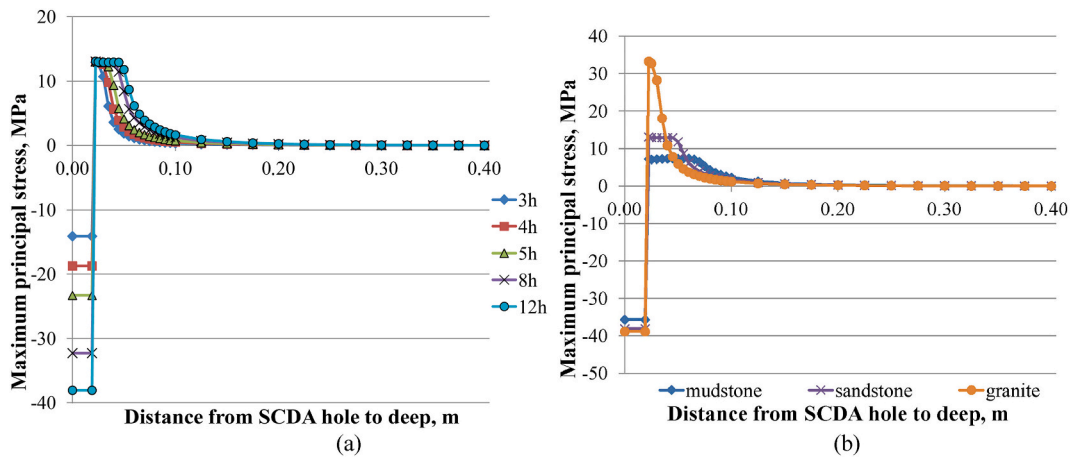 Maximum principal stress, MPa
20
10
0
-10
-20
-30
-40
0.00 0.10 0.20 0.30 0.40
3h
4h
5h
8h
12h
Distance from SCDA hole to deep, m
(a)
Maximum principal stress, MPa
40
30
20
10
0
-10
-20
-30
-40
-50
0.00 0.10 0.20 0.30 0.40
mudstone sandstone granite
Distance from SCDA hole to deep, m
(b)